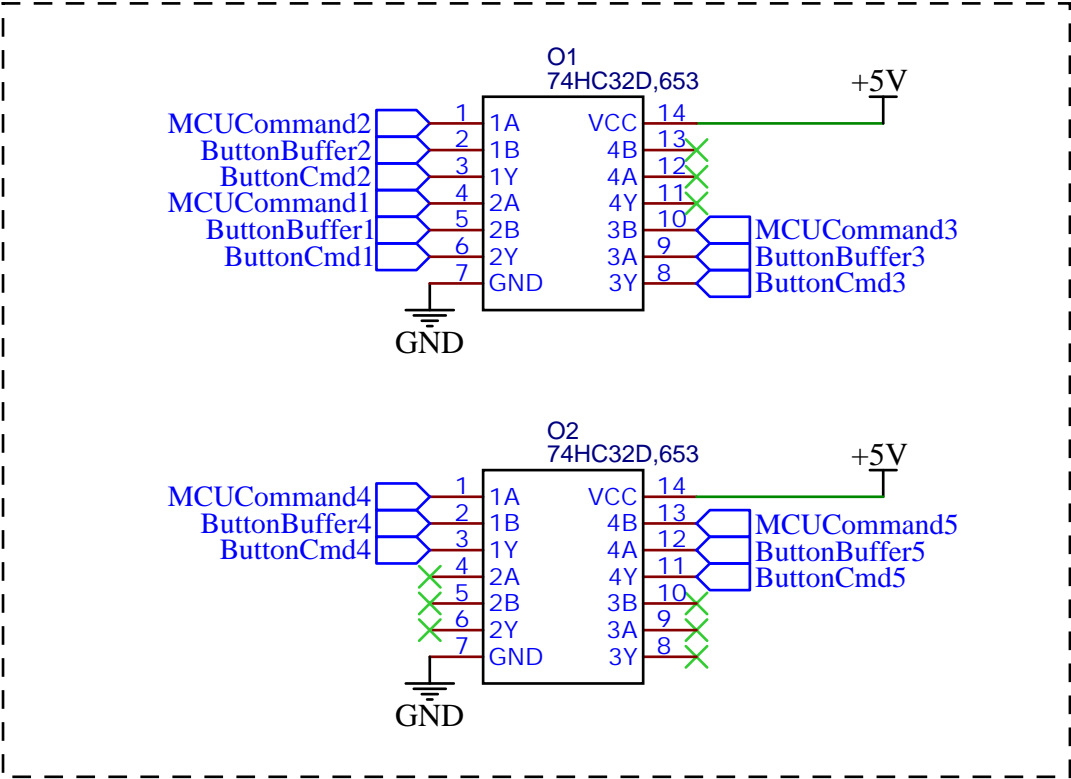 O1
74HC32D,653
+5V
MCUCommand2 1 1A VCC 14
ButtonBuffer2 2 1B 4B 13
ButtonCmd2 3 1Y 4A 12
MCUCommand1 4 2A 4Y 11
ButtonBuffer1 5 2B 3B 10 MCUCommand3
ButtonCmd1 6 2Y 3A 9 ButtonBuffer3
7 GND 3Y 8 ButtonCmd3
GND
O2
74HC32D,653
+5V
MCUCommand4 1 1A VCC 14
ButtonBuffer4 2 1B 4B 13 MCUCommand5
ButtonCmd4 3 1Y 4A 12 ButtonBuffer5
4 2A 4Y 11 ButtonCmd5
5 2B 3B 10
6 2Y 3A 9
7 GND 3Y 8
GND